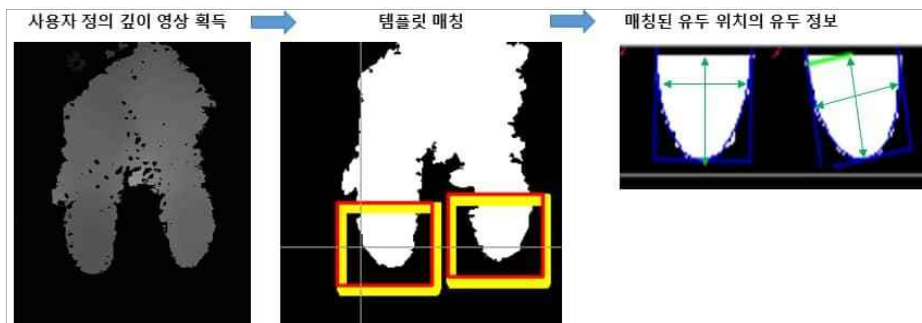 사용자 정의 깊이 영상 획득
템플릿 매칭
매칭된 유두 위치의 유두 정보